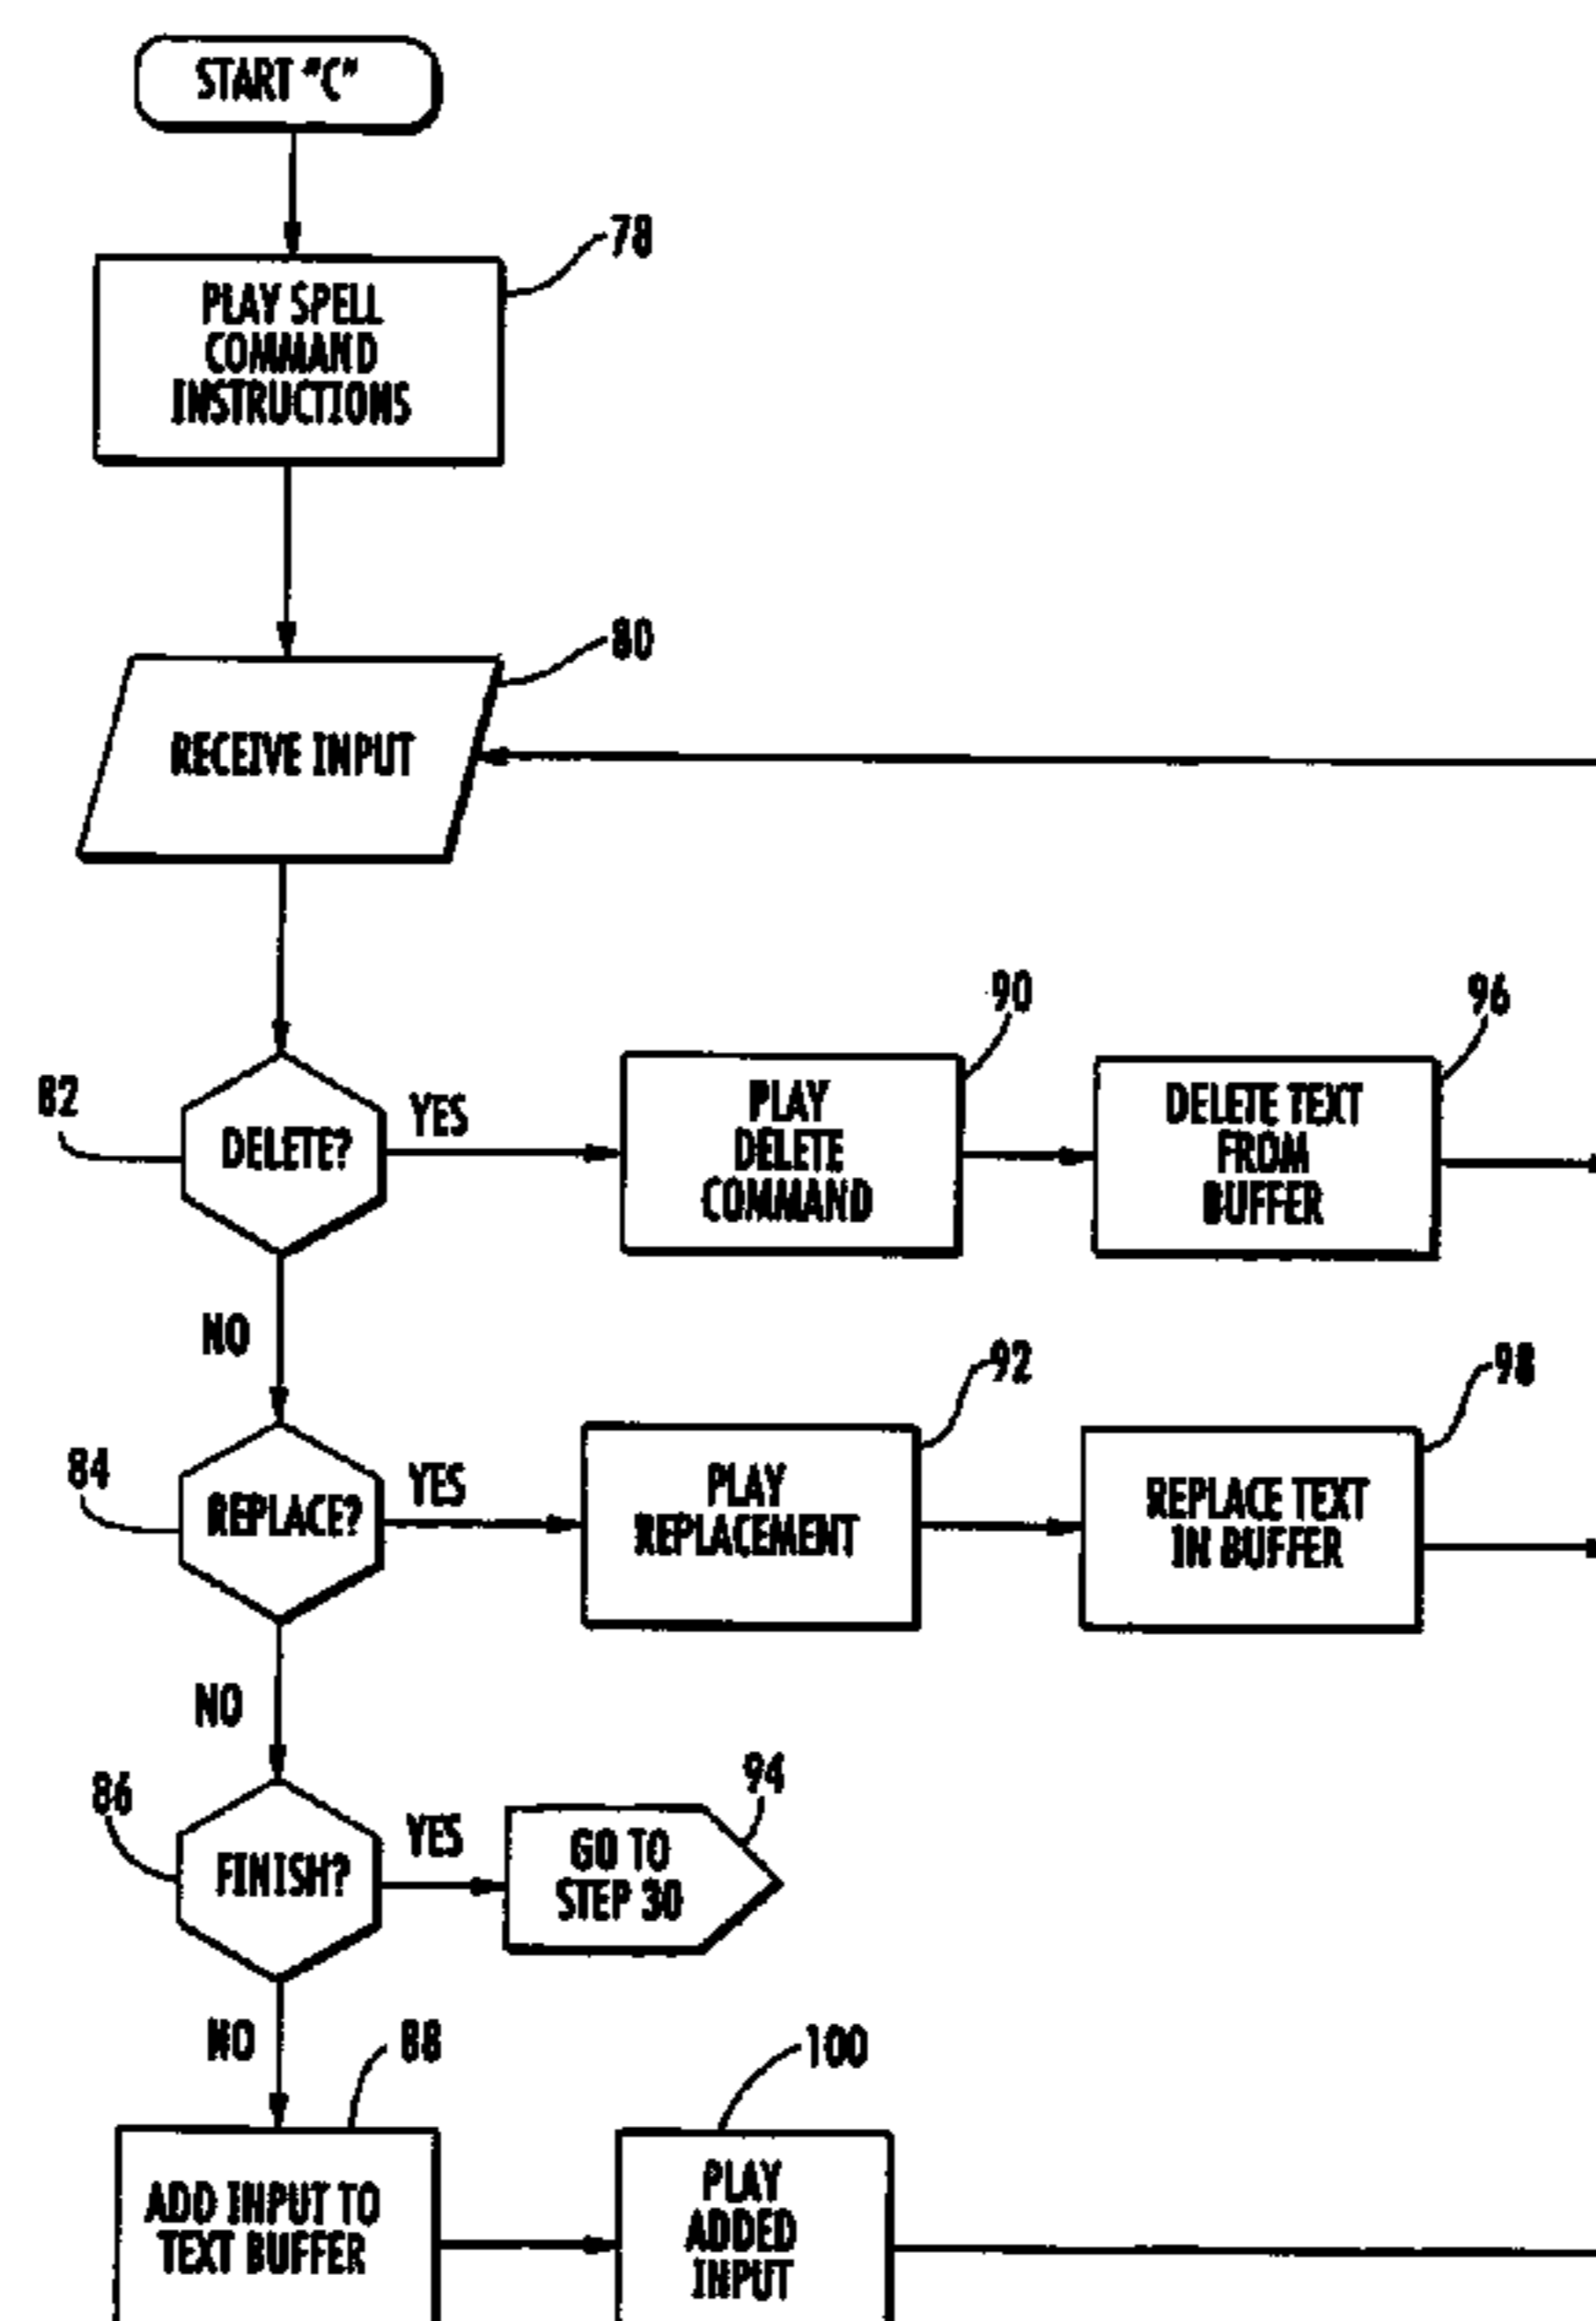 START "C"
78
PLAY SPELL
COMMAND
INSTRUCTIONS
80
RECEIVE INPUT
82
DELETE?
YES
90
PLAY
DELETE
COMMAND
96
DELETE TEXT
FROM
BUFFER
NO
84
REPLACE?
YES
92
PLAY
REPLACEMENT
98
REPLACE TEXT
IN BUFFER
NO
86
FINISH?
YES
94
GO TO
STEP 30
NO
88
ADD INPUT TO
TEXT BUFFER
100
PLAY
ADDED
INPUT